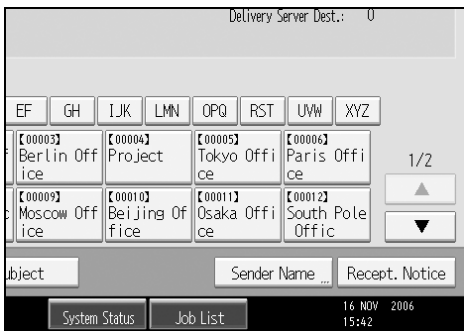 Delivery Server Dest.: 0
EF GH IJK LMN OPQ RST UVW XYZ
【00003】 【00004】 【00005】 【00006】
Berlin Off Project Tokyo Offi Paris Offi
ice ce ce
1/2
【00009】 【00010】 【00011】 【00012】
Moscow Off Beijing Of Osaka Offi South Pole
ice fice ce Offic
Sender Name ... Recept. Notice
System Status Job List 16 NOV 2006
15:42